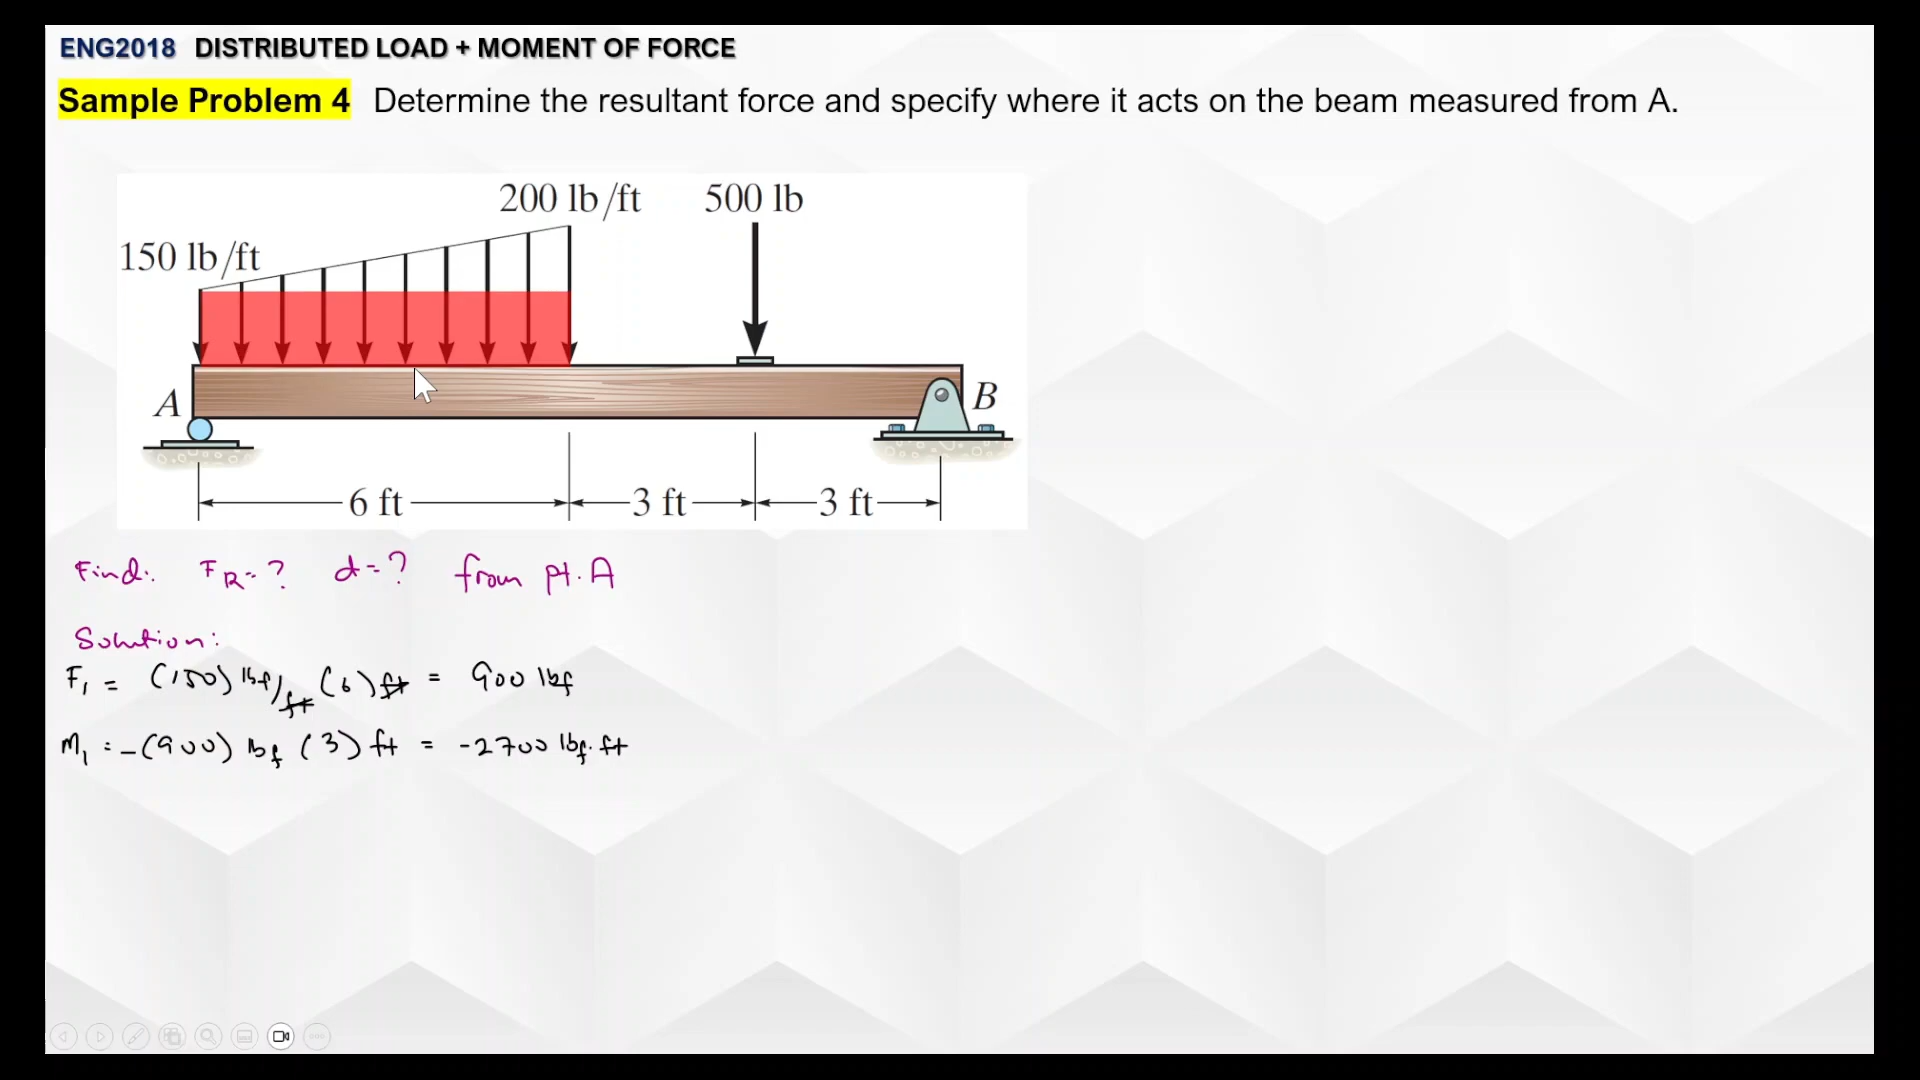 ENG2018 DISTRIBUTED LOAD + MOMENT OF FORCE
Sample Problem 4 Determine the resultant force and specify where it acts on the beam measured from A.
200 lb/ft 500 lb
150 lb/ft
A B
6 ft 3 ft 3 ft
Find: FR = ? d = ? from pt. A
Solution:
F1 = (150) lbf/ft (6) ft = 900 lbf
M1 = -(900) lbf (3) ft = -2700 lbf·ft